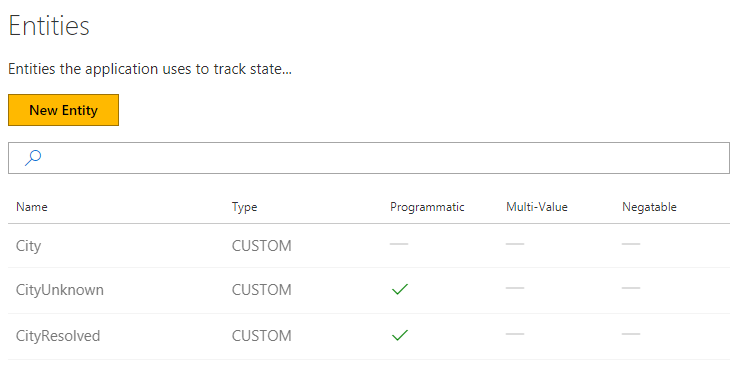 Entities
Entities the application uses to track state...
New Entity
Name Type Programmatic Multi-Value Negatable
City CUSTOM
CityUnknown CUSTOM
CityResolved CUSTOM